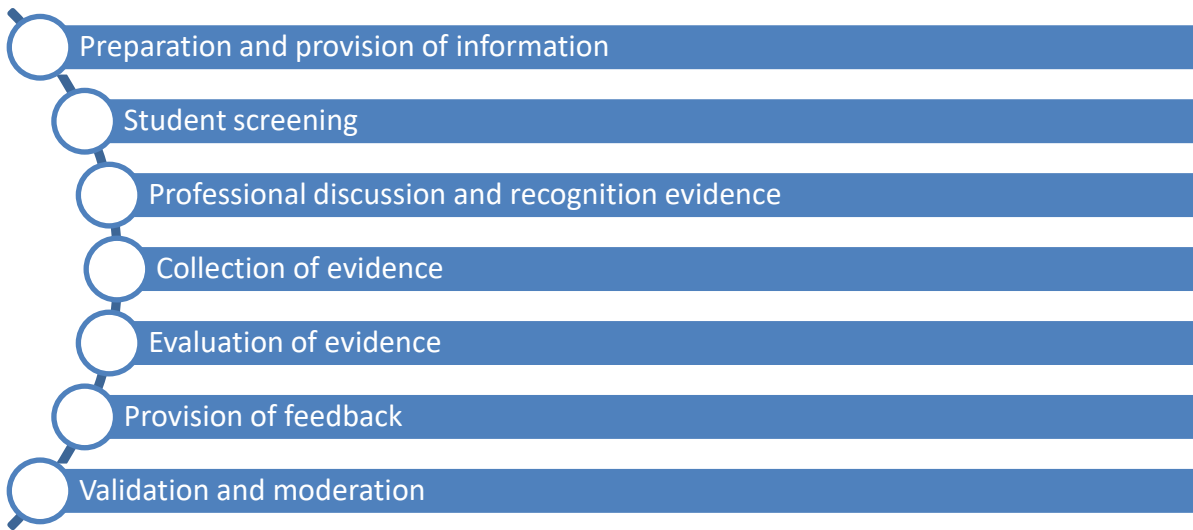 Preparation and provision of information
Student screening
Professional discussion and recognition evidence
Collection of evidence
Evaluation of evidence
Provision of feedback
Validation and moderation